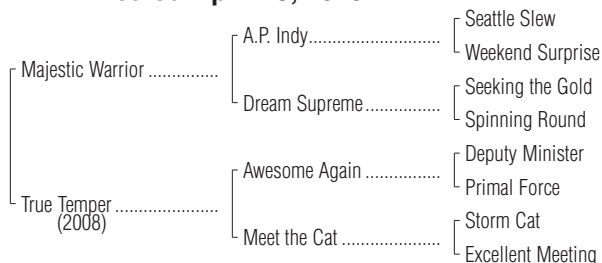 Seattle Slew
A.P. Indy
Weekend Surprise
Majestic Warrior
Seeking the Gold
Dream Supreme
Spinning Round
Deputy Minister
Awesome Again
Primal Force
True Temper
(2008)
Storm Cat
Meet the Cat
Excellent Meeting